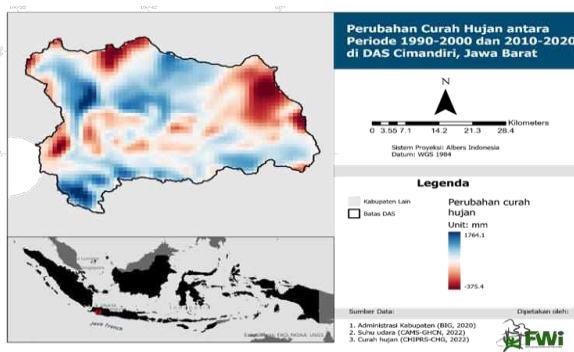 Perubahan Curah Hujan antara
Periode 1990-2000 dan 2010-2020
di DAS Cimandiri, Jawa Barat
N
Kilometers
0 3.55 7.1 14.2 21.3 28.4
Sistem Proyeksi: Albers Indonesia
Datum: WGS 1984
Legenda
Kabupaten Lain
Batas DAS
Perubahan curah
hujan
Unit: mm
1764.1
-375.4
Sumber Data:
Dipetakan oleh:
1. Administrasi Kabupaten (BIG, 2020)
2. Suhu udara (CAMS-GHCN, 2022)
3. Curah hujan (CHIPRS-CHG, 2022)
FWi
Java Trench